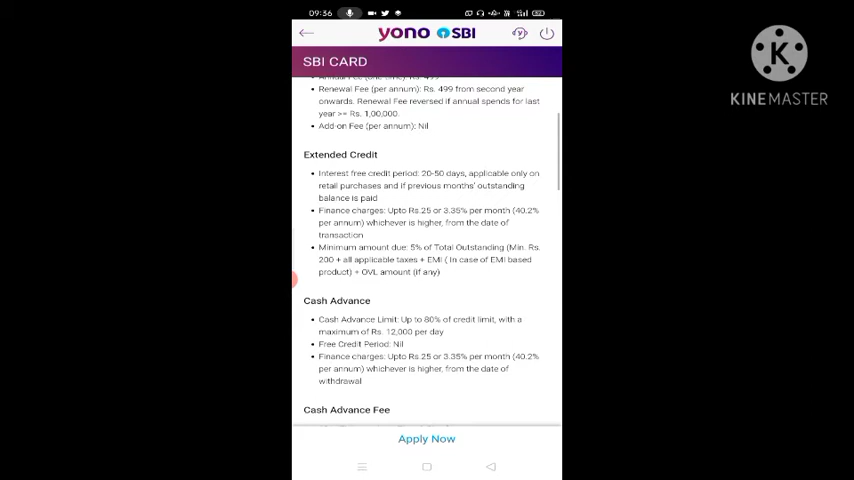 09:36
yono SBI
SBI CARD
Annual Fee (one time): Rs. 499
Renewal Fee (per annum): Rs. 499 from second year
onwards. Renewal Fee reversed if annual spends for last
year >= Rs. 1,00,000.
Add-on Fee (per annum): Nil
Extended Credit
Interest free credit period: 20-50 days, applicable only on
retail purchases and if previous months' outstanding
balance is paid
Finance charges: Upto Rs.25 or 3.35% per month (40.2%
per annum) whichever is higher, from the date of
transaction
Minimum amount due: 5% of Total Outstanding (Min. Rs.
200 + all applicable taxes + EMI ( In case of EMI based
product) + OVL amount (if any)
Cash Advance
Cash Advance Limit: Up to 80% of credit limit, with a
maximum of Rs. 12,000 per day
Free Credit Period: Nil
Finance charges: Upto Rs.25 or 3.35% per month (40.2%
per annum) whichever is higher, from the date of
withdrawal
Cash Advance Fee
Apply Now
K
KINEMASTER